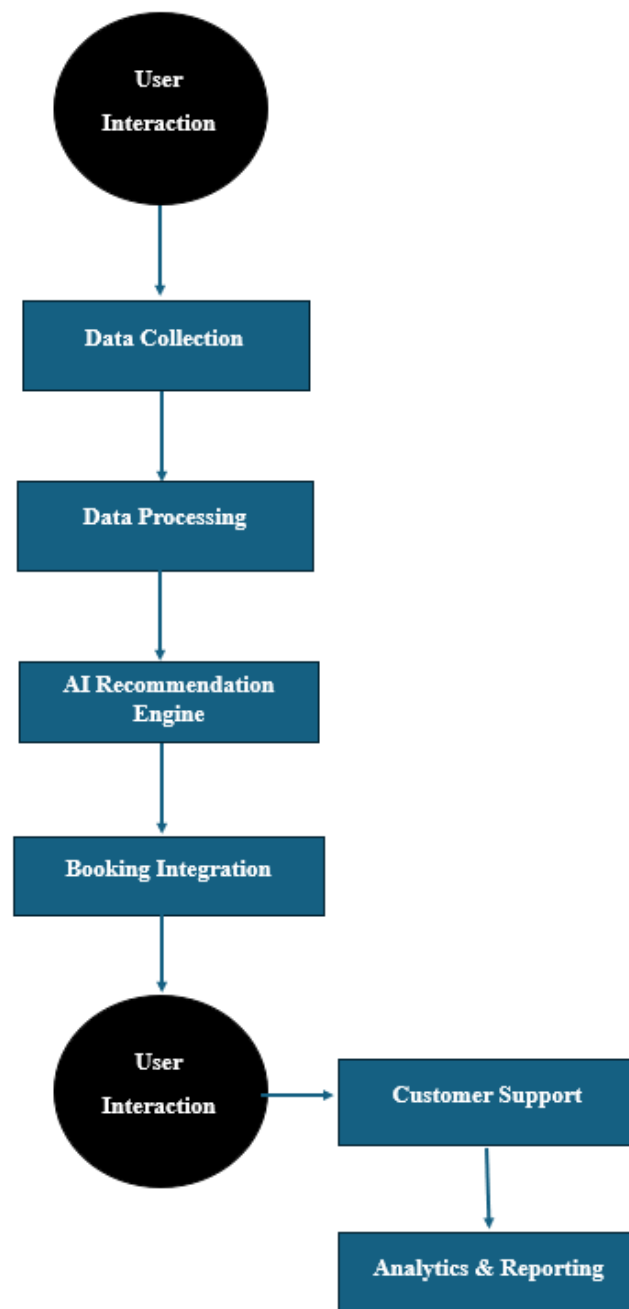 User
Interaction
Data Collection
Data Processing
AI Recommendation
Engine
Booking Integration
User
Interaction
Customer Support
Analytics & Reporting